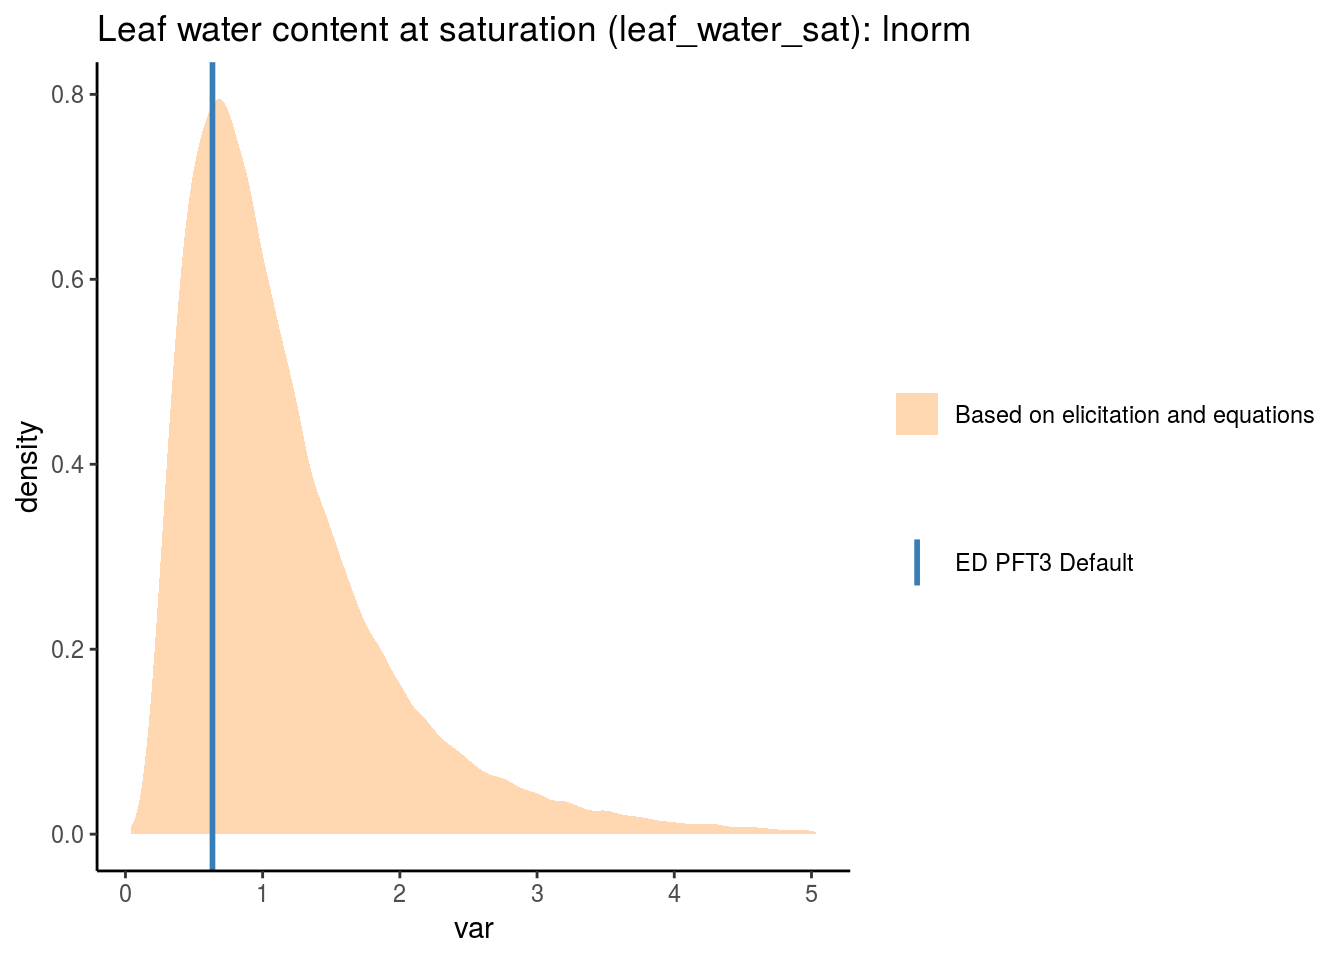 Leaf water content at saturation (leaf_water_sat): lnorm
0.8
0.6
0.4
0.2
0.0
density
0 1 2 3 4 5
var
Based on elicitation and equations
ED PFT3 Default